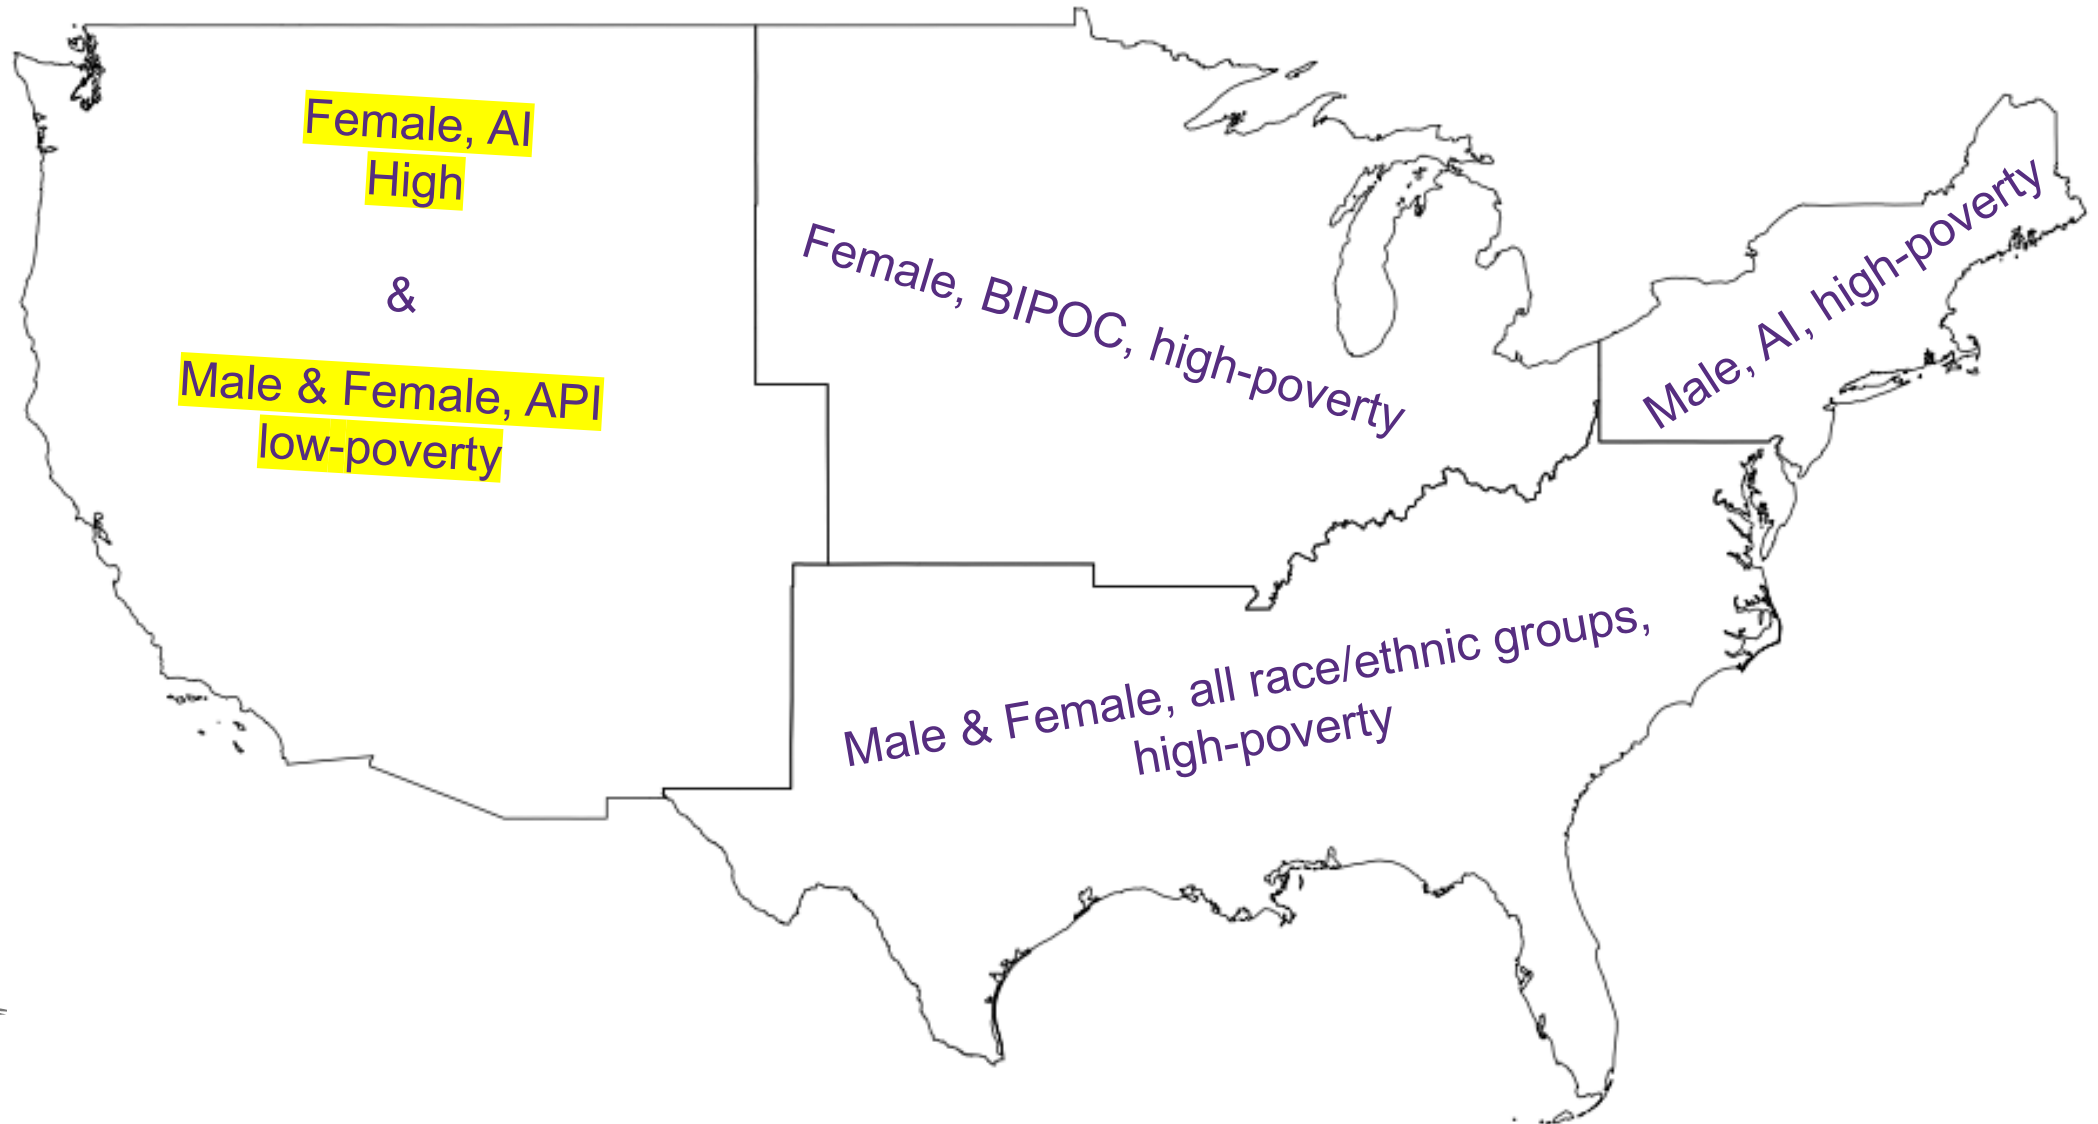 Female, AI
High
&
Male & Female, API
low-poverty
Female, BIPOC, high-poverty
Male, AI, high-poverty
Male & Female, all race/ethnic groups,
high-poverty